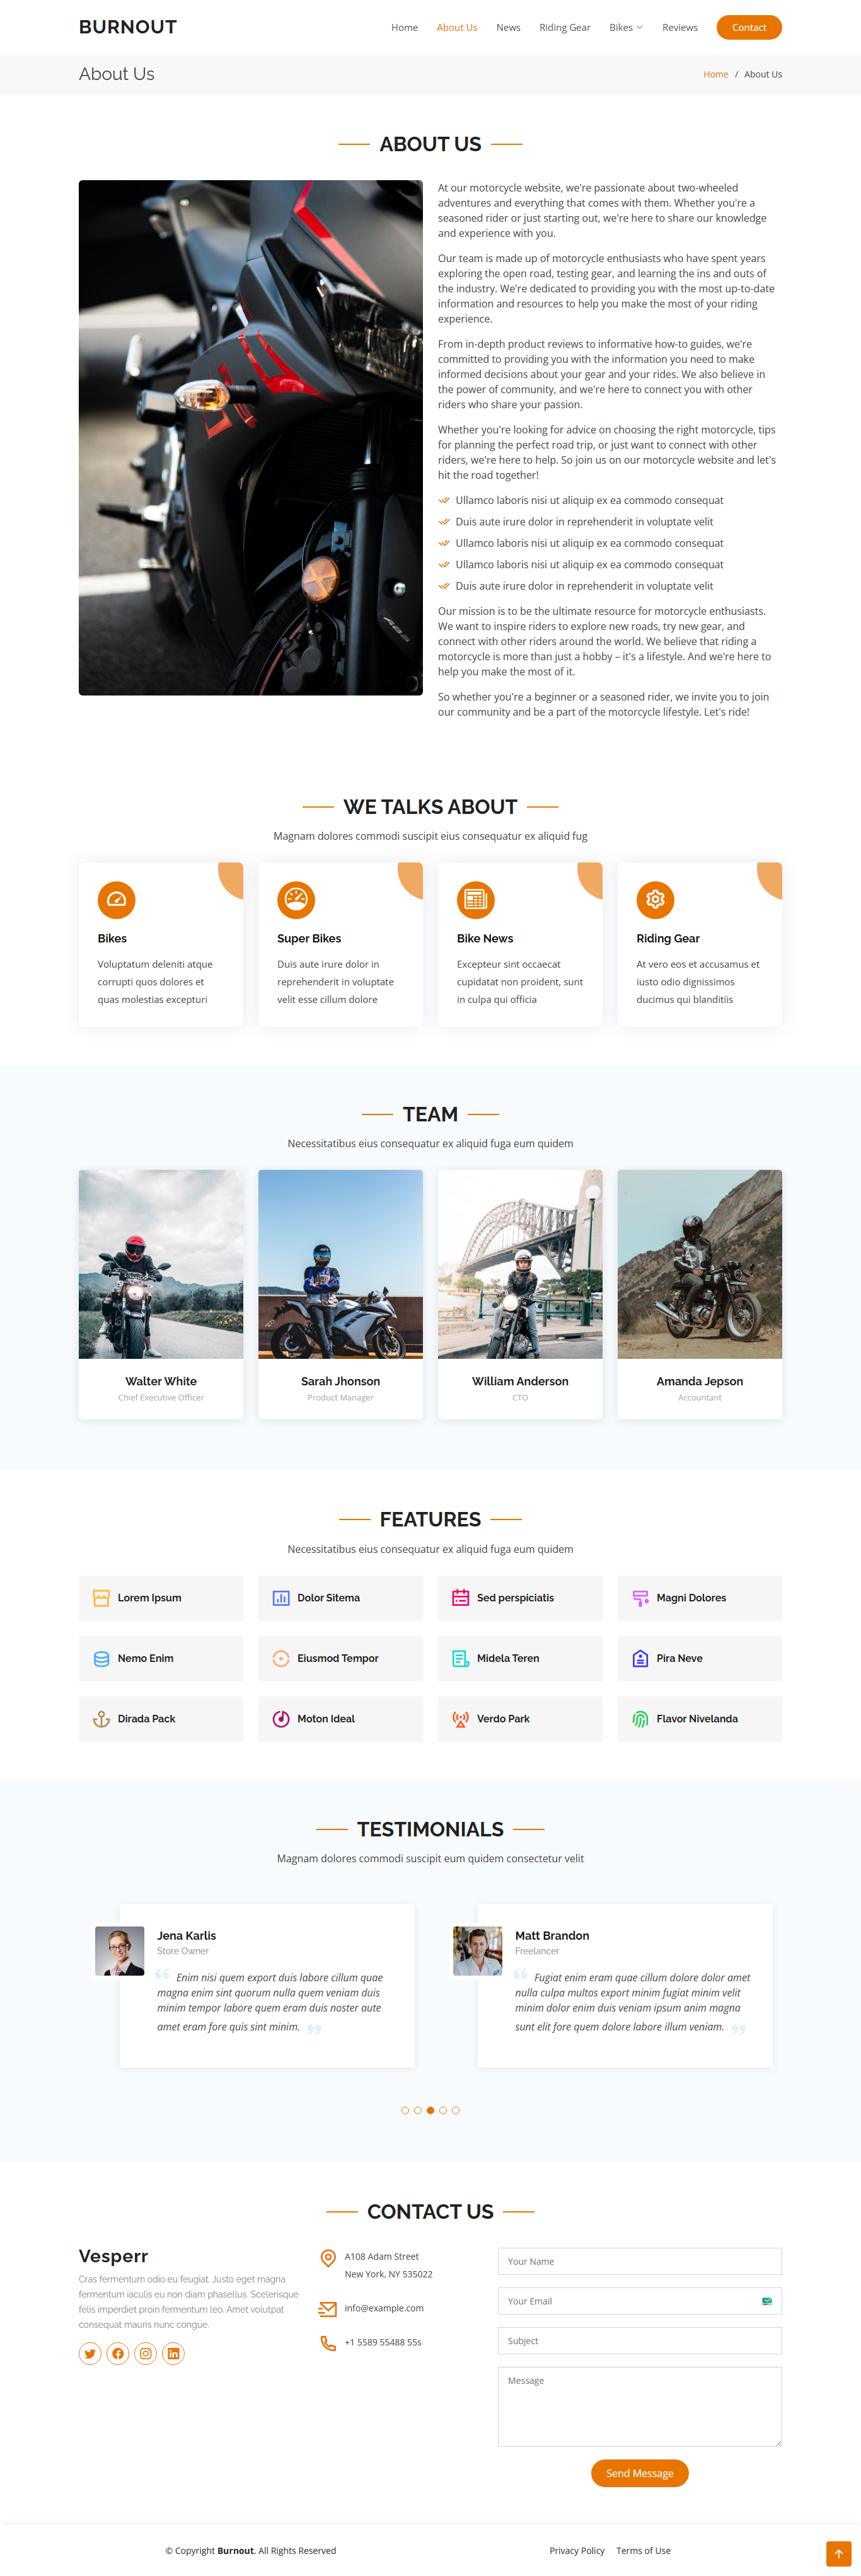 BURNOUT
Home About Us News Riding Gear Bikes Reviews Contact
About Us
Home / About Us
ABOUT US
At our motorcycle website, we're passionate about two-wheeled
adventures and everything that comes with them. Whether you're a
seasoned rider or just starting out, we're here to share our knowledge
and experience with you.
Our team is made up of motorcycle enthusiasts who have spent years
exploring the open road, testing gear, and learning the ins and outs of
the industry. We're dedicated to providing you with the most up-to-date
information and resources to help you make the most of your riding
experience.
From in-depth product reviews to informative how-to guides, we're
committed to providing you with the information you need to make
informed decisions about your gear and your rides. We also believe in
the power of community, and we're here to connect you with other
riders who share your passion.
Whether you're looking for advice on choosing the right motorcycle, tips
for planning the perfect road trip, or just want to connect with other
riders, we're here to help. So join us on our motorcycle website and let's
hit the road together!
Ullamco laboris nisi ut aliquip ex ea commodo consequat
Duis aute irure dolor in reprehenderit in voluptate velit
Ullamco laboris nisi ut aliquip ex ea commodo consequat
Ullamco laboris nisi ut aliquip ex ea commodo consequat
Duis aute irure dolor in reprehenderit in voluptate velit
Our mission is to be the ultimate resource for motorcycle enthusiasts.
We want to inspire riders to explore new roads, try new gear, and
connect with other riders around the world. We believe that riding a
motorcycle is more than just a hobby – it's a lifestyle. And we're here to
help you make the most of it.
So whether you're a beginner or a seasoned rider, we invite you to join
our community and be a part of the motorcycle lifestyle. Let's ride!
WE TALKS ABOUT
Magnam dolores commodi suscipit eius consequatur ex aliquid fug
Bikes
Voluptatum deleniti atque
corrupti quos dolores et
quas molestias excepturi
Super Bikes
Duis aute irure dolor in
reprehenderit in voluptate
velit esse cillum dolore
Bike News
Excepteur sint occaecat
cupidatat non proident, sunt
in culpa qui officia
Riding Gear
At vero eos et accusamus et
iusto odio dignissimos
ducimus qui blanditiis
TEAM
Necessitatibus eius consequatur ex aliquid fuga eum quidem
Walter White
Chief Executive Officer
Sarah Jhonson
Product Manager
William Anderson
CTO
Amanda Jepson
Accountant
FEATURES
Necessitatibus eius consequatur ex aliquid fuga eum quidem
Lorem Ipsum
Dolor Sitema
Sed perspiciatis
Magni Dolores
Nemo Enim
Eiusmod Tempor
Midela Teren
Pira Neve
Dirada Pack
Moton Ideal
Verdo Park
Flavor Nivelanda
TESTIMONIALS
Magnam dolores commodi suscipit eum quidem consectetur velit
Jena Karlis
Store Owner
Enim nisi quem export duis labore cillum quae
magna enim sint quorum nulla quem veniam duis
minim tempor labore quem eram duis noster aute
amet eram fore quis sint minim.
Matt Brandon
Freelancer
Fugiat enim eram quae cillum dolore dolor amet
nulla culpa multos export minim fugiat minim velit
minim dolor enim duis veniam ipsum anim magna
sunt elit fore quem dolore labore illum veniam.
CONTACT US
Vesperr
Cras fermentum odio eu feugiat. Justo eget magna
fermentum iaculis eu non diam phasellus. Scelerisque
felis imperdiet proin fermentum leo. Amet volutpat
consequat mauris nunc congue.
A108 Adam Street
New York, NY 535022
info@example.com
+1 5589 55488 55s
Your Name
Your Email
Subject
Message
Send Message
© Copyright Burnout. All Rights Reserved
Privacy Policy Terms of Use